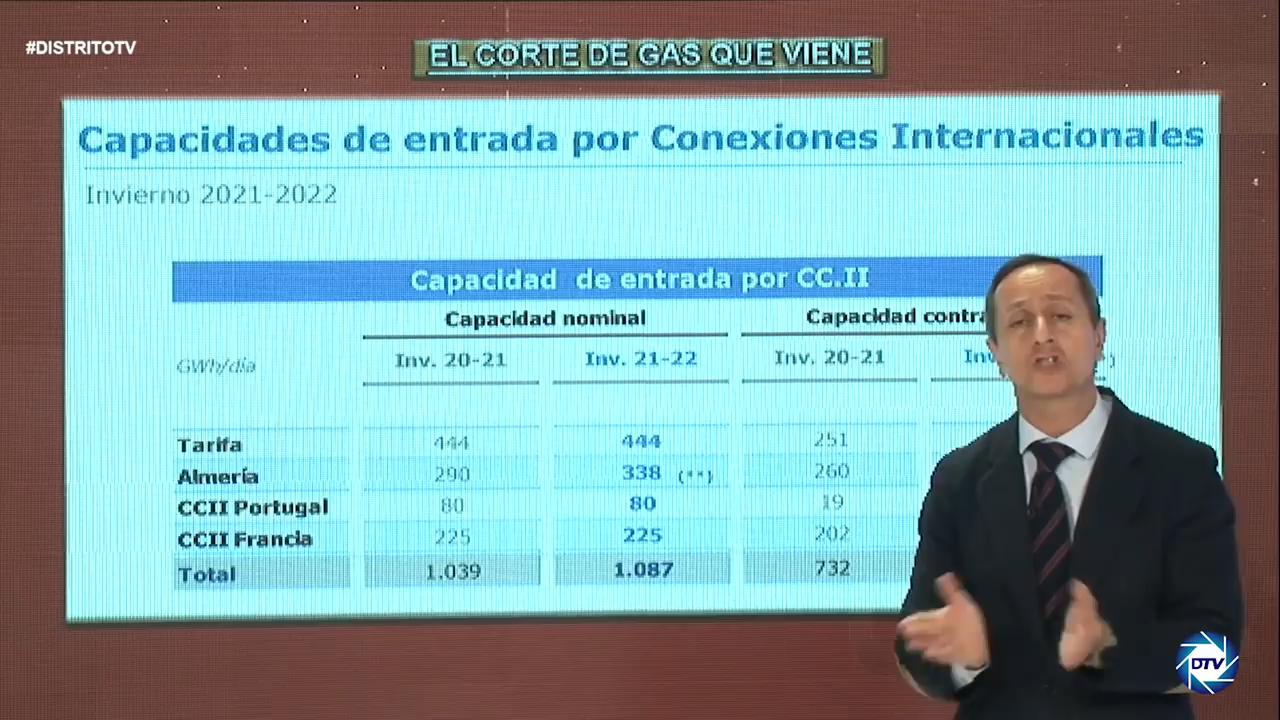 #DISTRITOTV
EL CORTE DE GAS QUE VIENE
Capacidades de entrada por Conexiones Internacionales
Invierno 2021-2022
Capacidad de entrada por CC.II
Capacidad nominal Capacidad contra
GWh/día Inv. 20-21 Inv. 21-22 Inv. 20-21 Inv
Tarifa 444 444 251
Almería 290 338 (**) 260
CCII Portugal 80 80 19
CCII Francia 225 225 202
Total 1.039 1.087 732
DTV